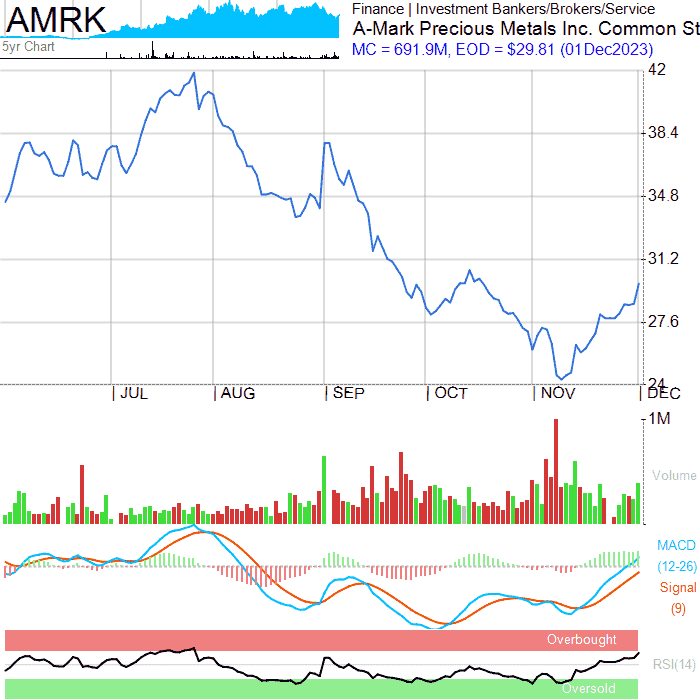 AMRK
5yr Chart
Finance | Investment Bankers/Brokers/Service
A-Mark Precious Metals Inc. Common St
MC = 691.9M, EOD = $29.81 (01Dec2023)
42
38.4
34.8
31.2
27.6
24
JUL AUG SEP OCT NOV DEC
1M
Volume
MACD
(12-26)
Signal
(9)
Overbought
RSI(14)
Oversold